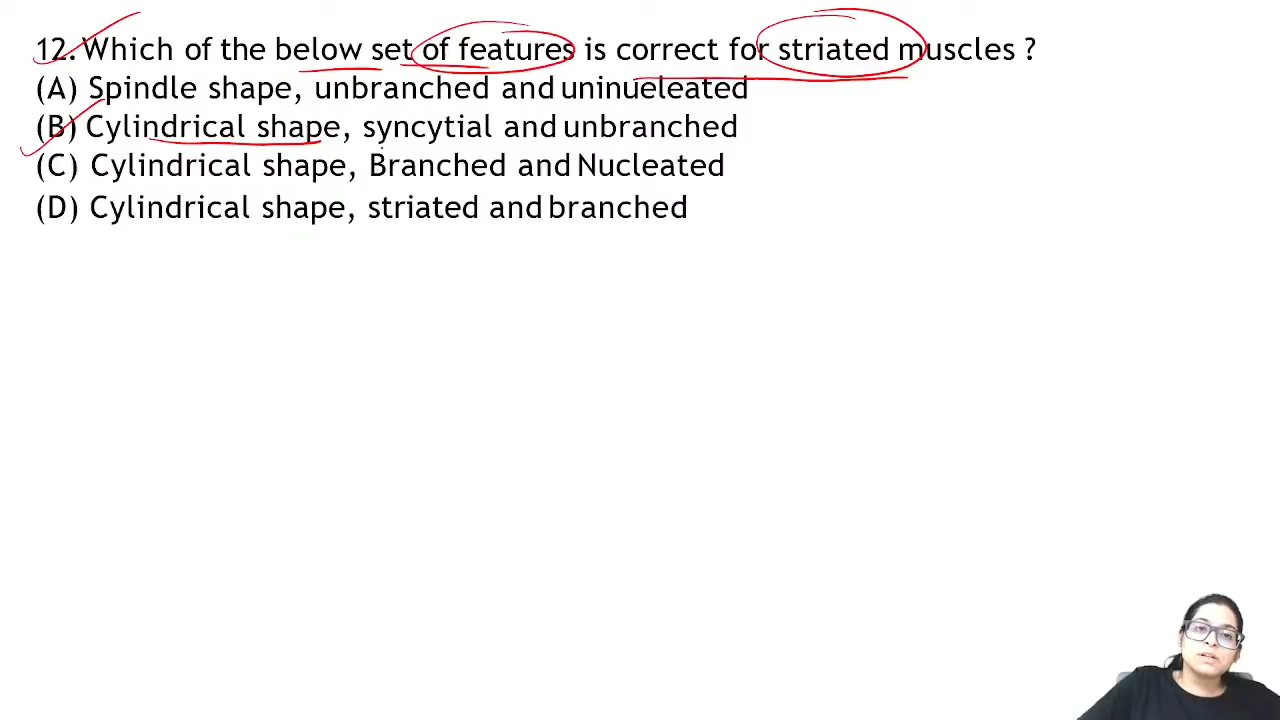 12. Which of the below set of features is correct for striated muscles ?
(A) Spindle shape, unbranched and uninueleated
(B) Cylindrical shape, syncytial and unbranched
(C) Cylindrical shape, Branched and Nucleated
(D) Cylindrical shape, striated and branched